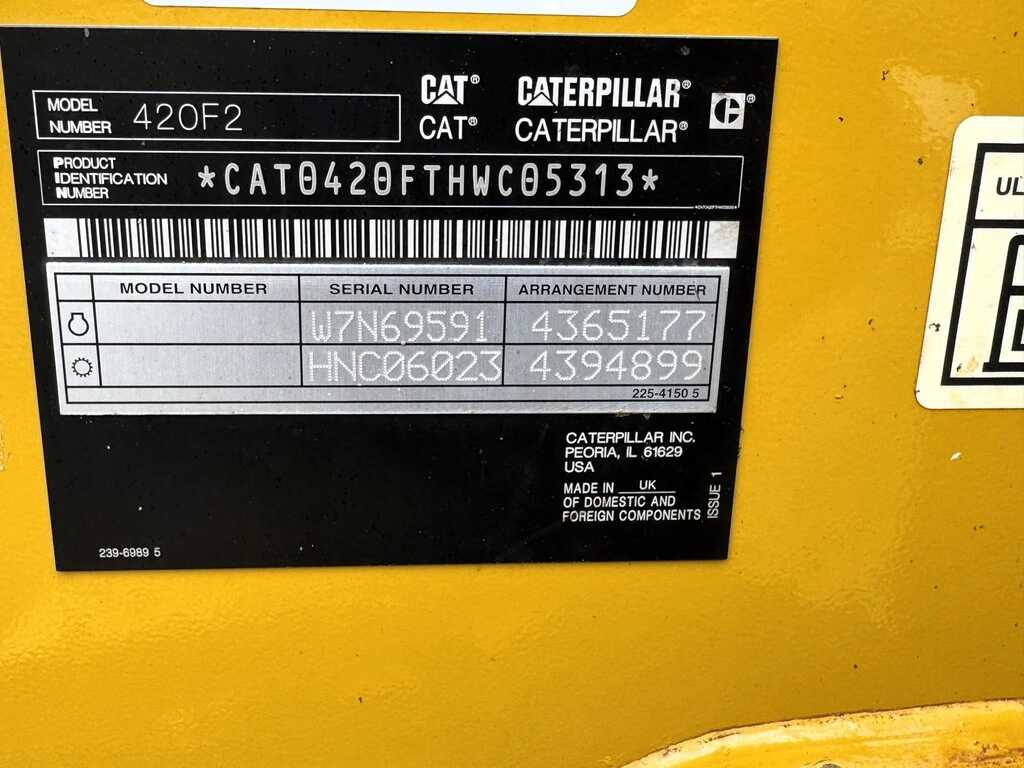 CAT® CATERPILLAR®
CAT® CATERPILLAR®
MODEL NUMBER 420F2
PRODUCT IDENTIFICATION NUMBER *CAT0420FTHWC05313*
MODEL NUMBER SERIAL NUMBER ARRANGEMENT NUMBER
W7N69591 4365177
HNC06023 4394899
225-4150 5
CATERPILLAR INC.
PEORIA, IL 61629
USA
MADE IN UK
OF DOMESTIC AND
FOREIGN COMPONENTS
ISSUE 1
239-6989 5
UL